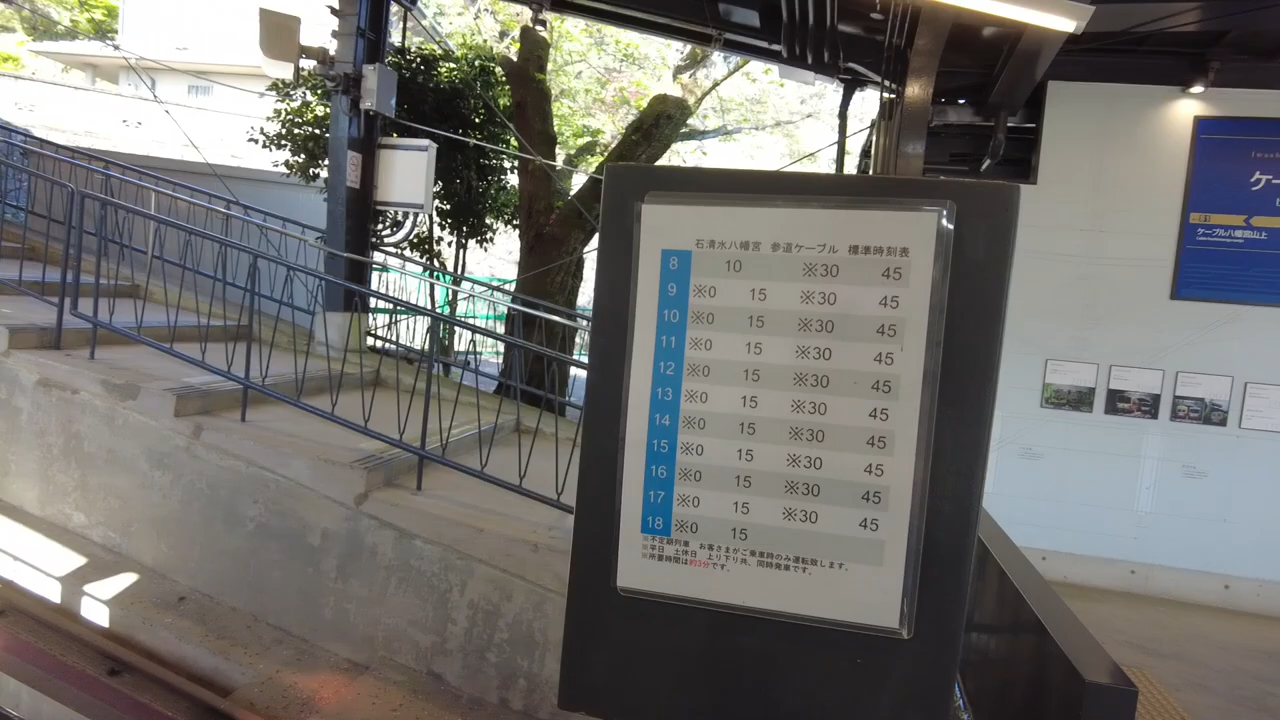 石清水八幡宮 参道ケーブル 標準時刻表
8 10 ※30 45
9 ※0 15 ※30 45
10 ※0 15 ※30 45
11 ※0 15 ※30 45
12 ※0 15 ※30 45
13 ※0 15 ※30 45
14 ※0 15 ※30 45
15 ※0 15 ※30 45
16 ※0 15 ※30 45
17 ※0 15 ※30 45
18 ※0 15
※不定期列車 お客さまがご乗車時のみ運転致します。
※平日 土休日 上り下り共、同時発車です。
※所要時間は約3分です。
ケー
ケーブル八幡宮山上